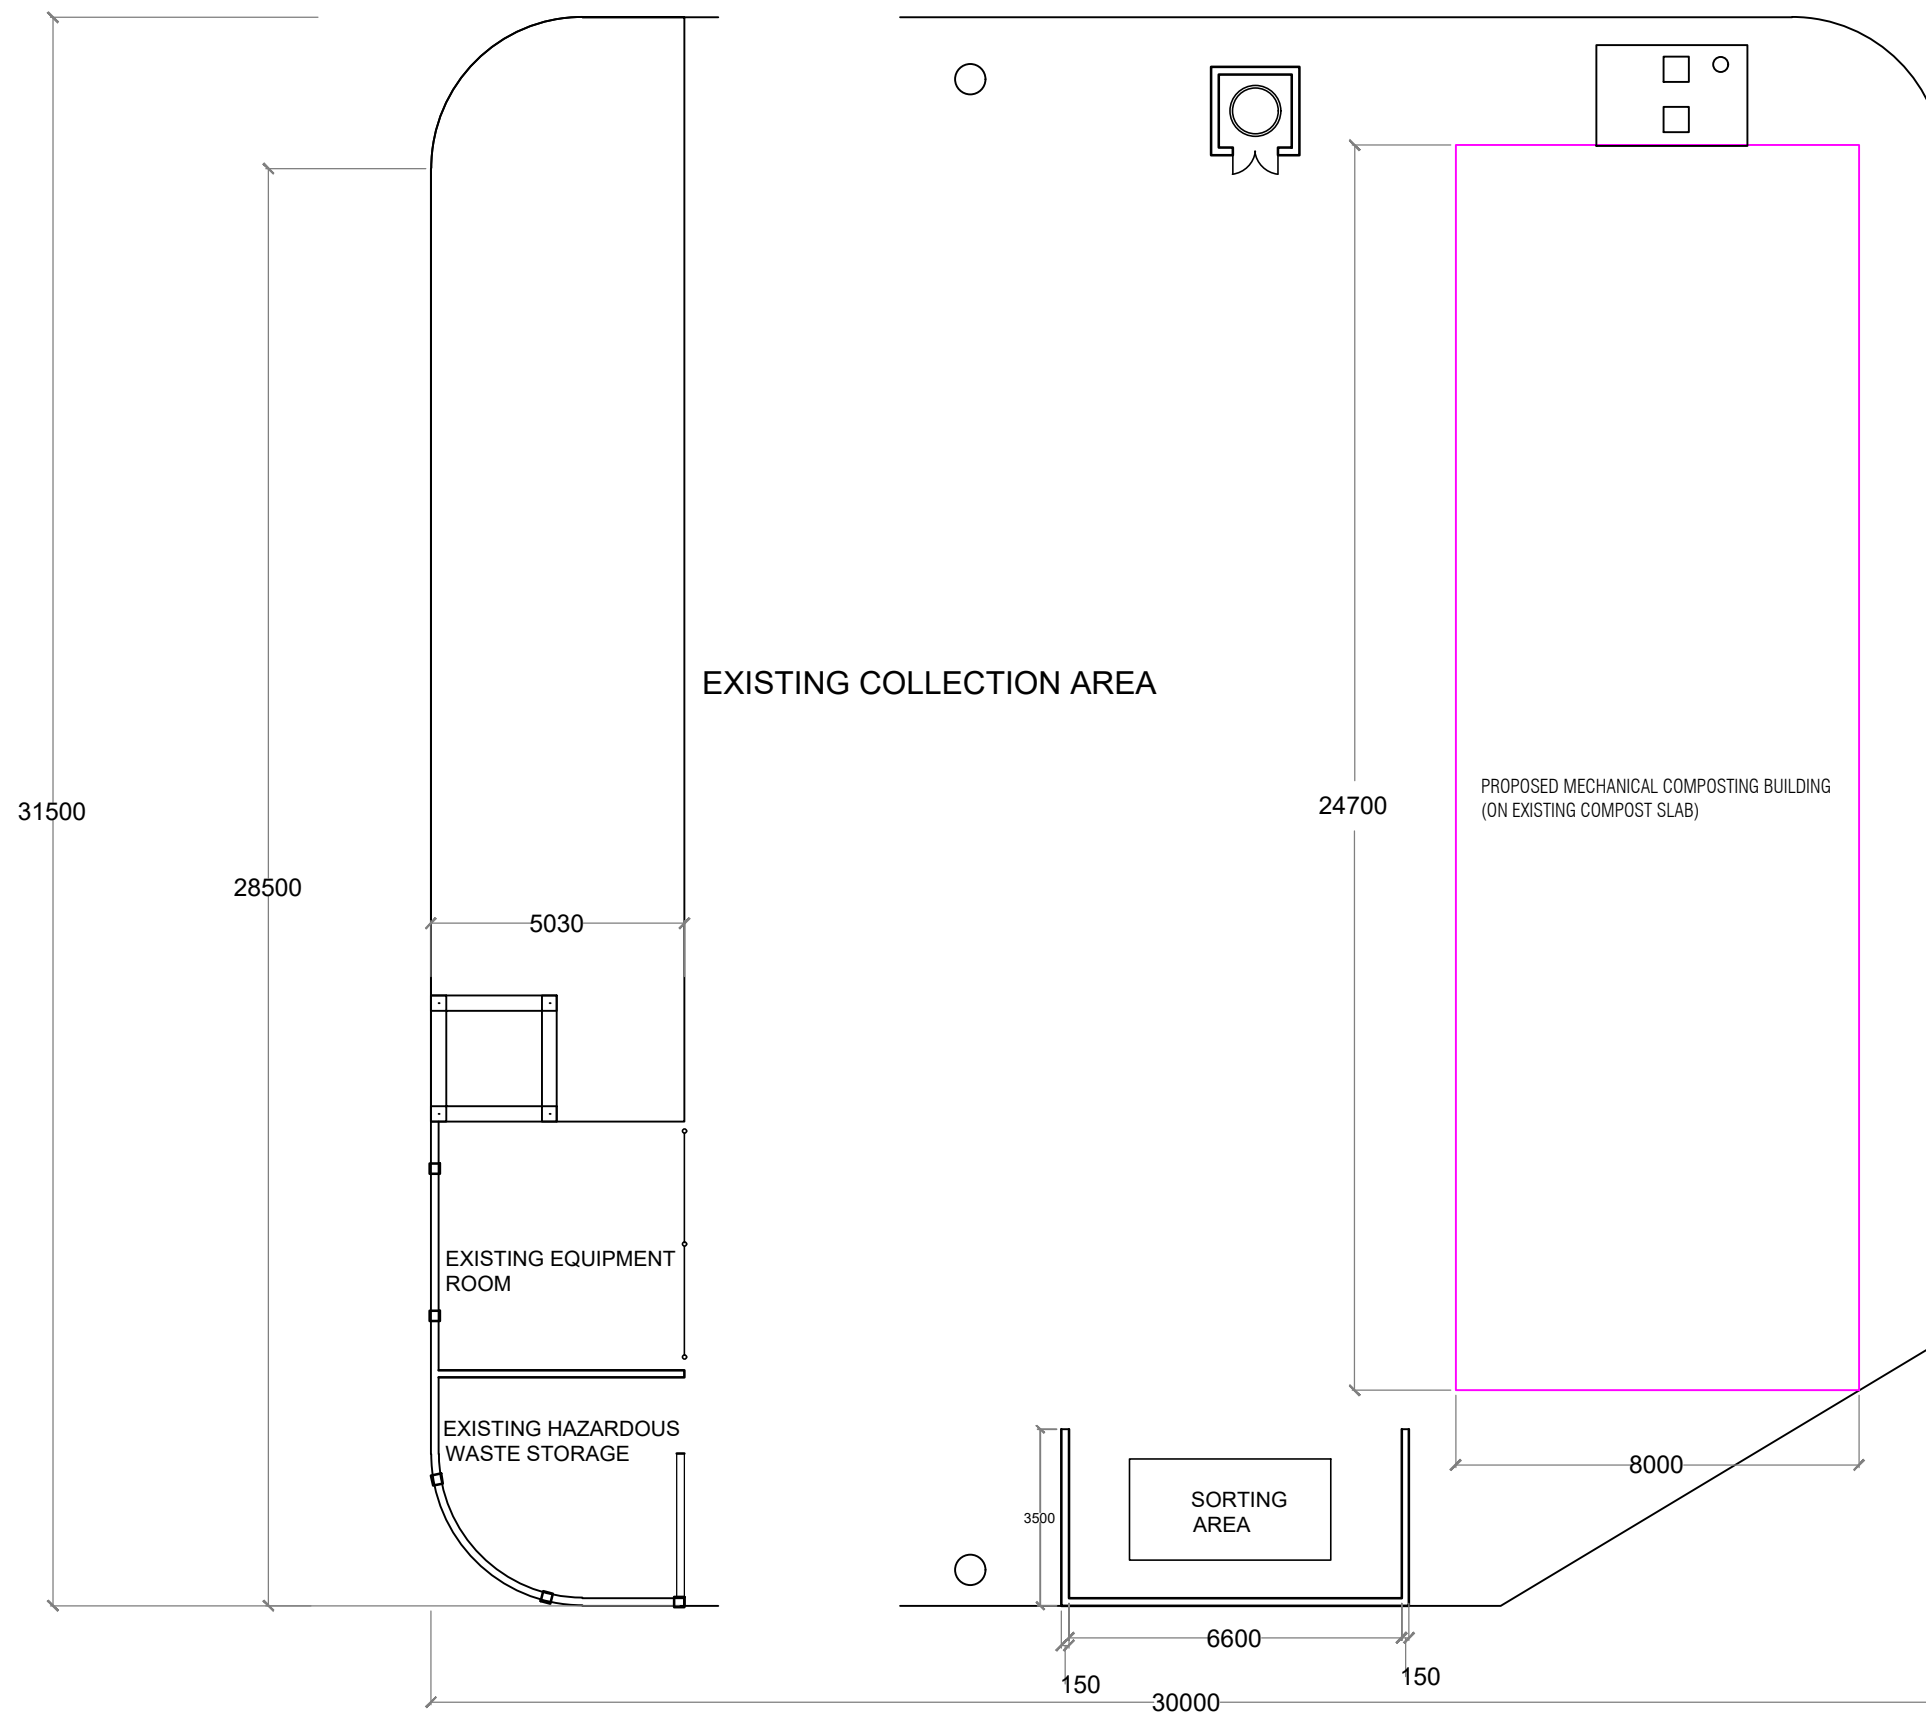 EXISTING COLLECTION AREA
PROPOSED MECHANICAL COMPOSTING BUILDING
(ON EXISTING COMPOST SLAB)
24700
31500
28500
5030
EXISTING EQUIPMENT
ROOM
EXISTING HAZARDOUS
WASTE STORAGE
8000
SORTING
AREA
3500
6600
150
150
30000